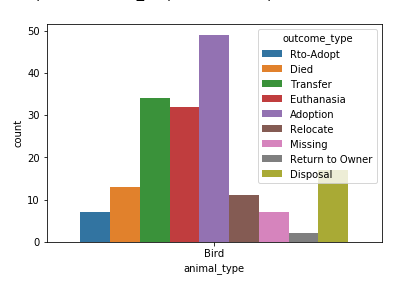 50
40
30
20
10
0
count
outcome_type
Rto-Adopt
Died
Transfer
Euthanasia
Adoption
Relocate
Missing
Return to Owner
Disposal
Bird
animal_type